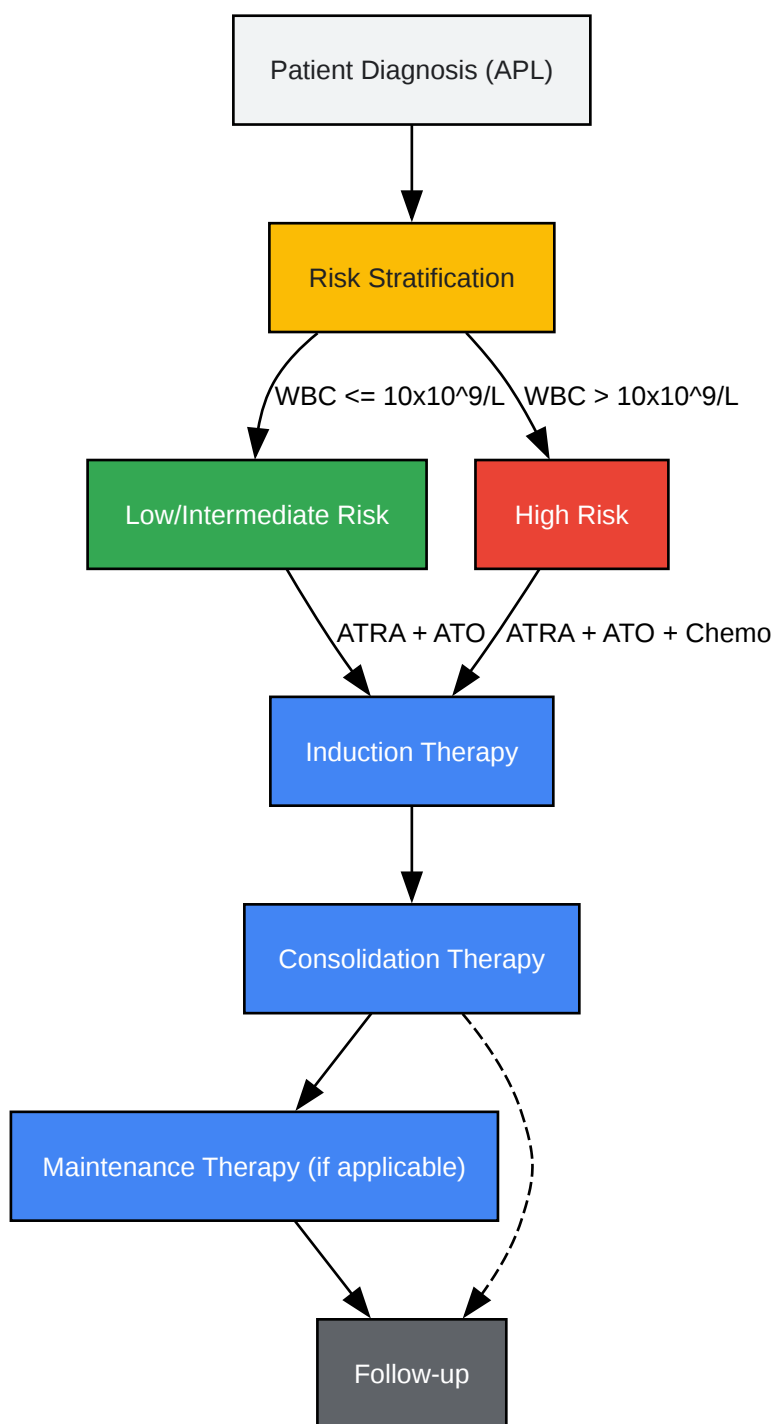 Patient Diagnosis (APL)
Risk Stratification
WBC <= 10x10^9/L
WBC > 10x10^9/L
Low/Intermediate Risk
High Risk
ATRA + ATO
ATRA + ATO + Chemo
Induction Therapy
Consolidation Therapy
Maintenance Therapy (if applicable)
Follow-up